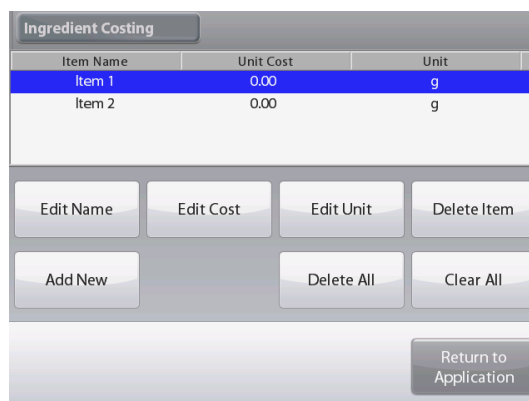 Ingredient Costing
Item Name Unit Cost Unit
Item 1 0.00 g
Item 2 0.00 g
Edit Name Edit Cost Edit Unit Delete Item
Add New Delete All Clear All
Return to
Application